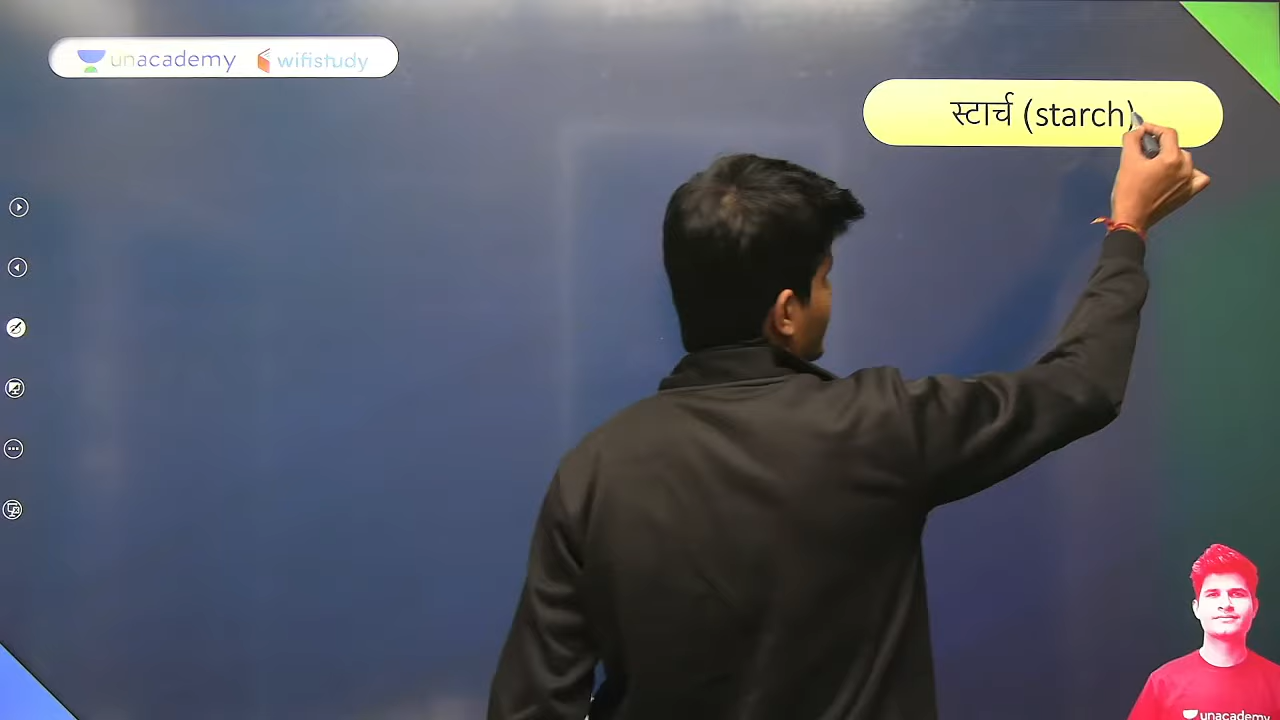 unacademy wifistudy
स्टार्च (starch)
unacademy